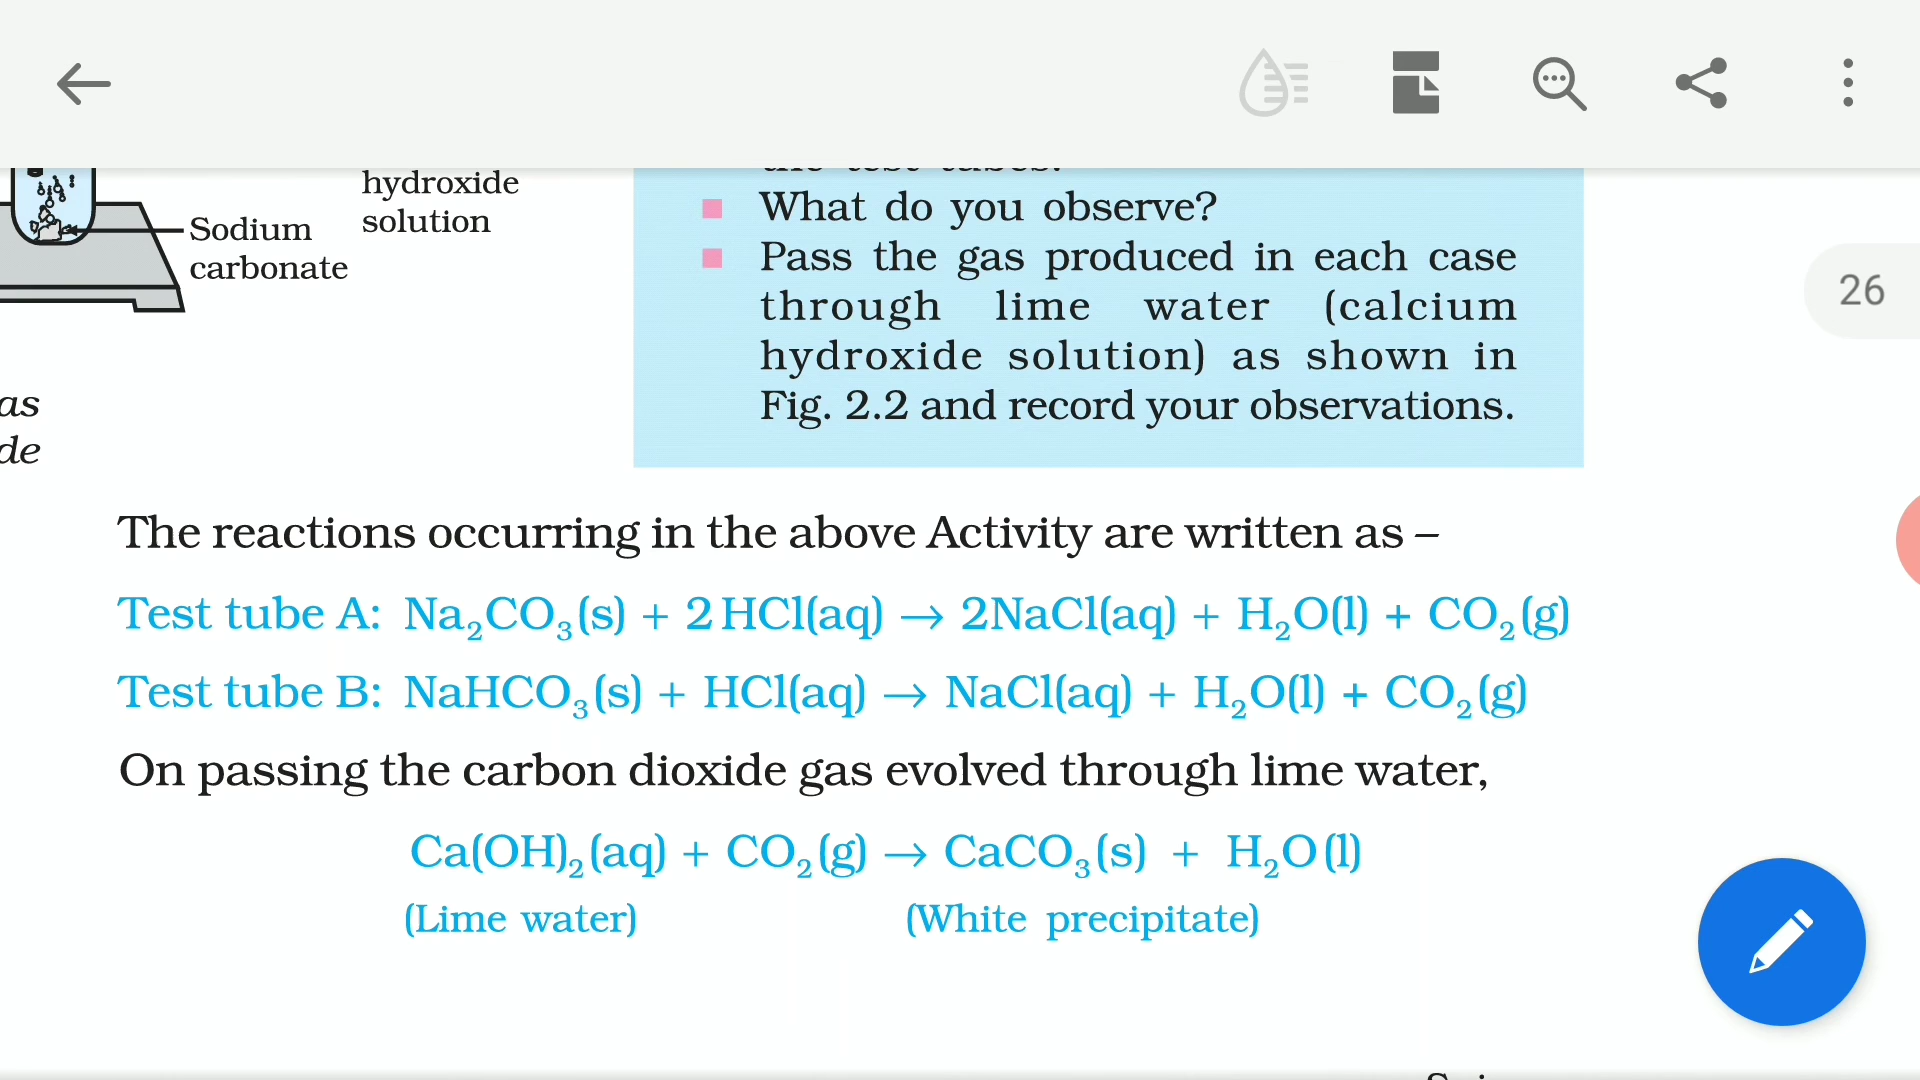 hydroxide
solution
Sodium
carbonate
as
de
the test tubes.
What do you observe?
Pass the gas produced in each case
through lime water (calcium
hydroxide solution) as shown in
Fig. 2.2 and record your observations.
26
The reactions occurring in the above Activity are written as –
Test tube A: Na₂CO₃(s) + 2HCl(aq) → 2NaCl(aq) + H₂O(l) + CO₂(g)
Test tube B: NaHCO₃(s) + HCl(aq) → NaCl(aq) + H₂O(l) + CO₂(g)
On passing the carbon dioxide gas evolved through lime water,
Ca(OH)₂(aq) + CO₂(g) → CaCO₃(s) + H₂O(l)
(Lime water) (White precipitate)